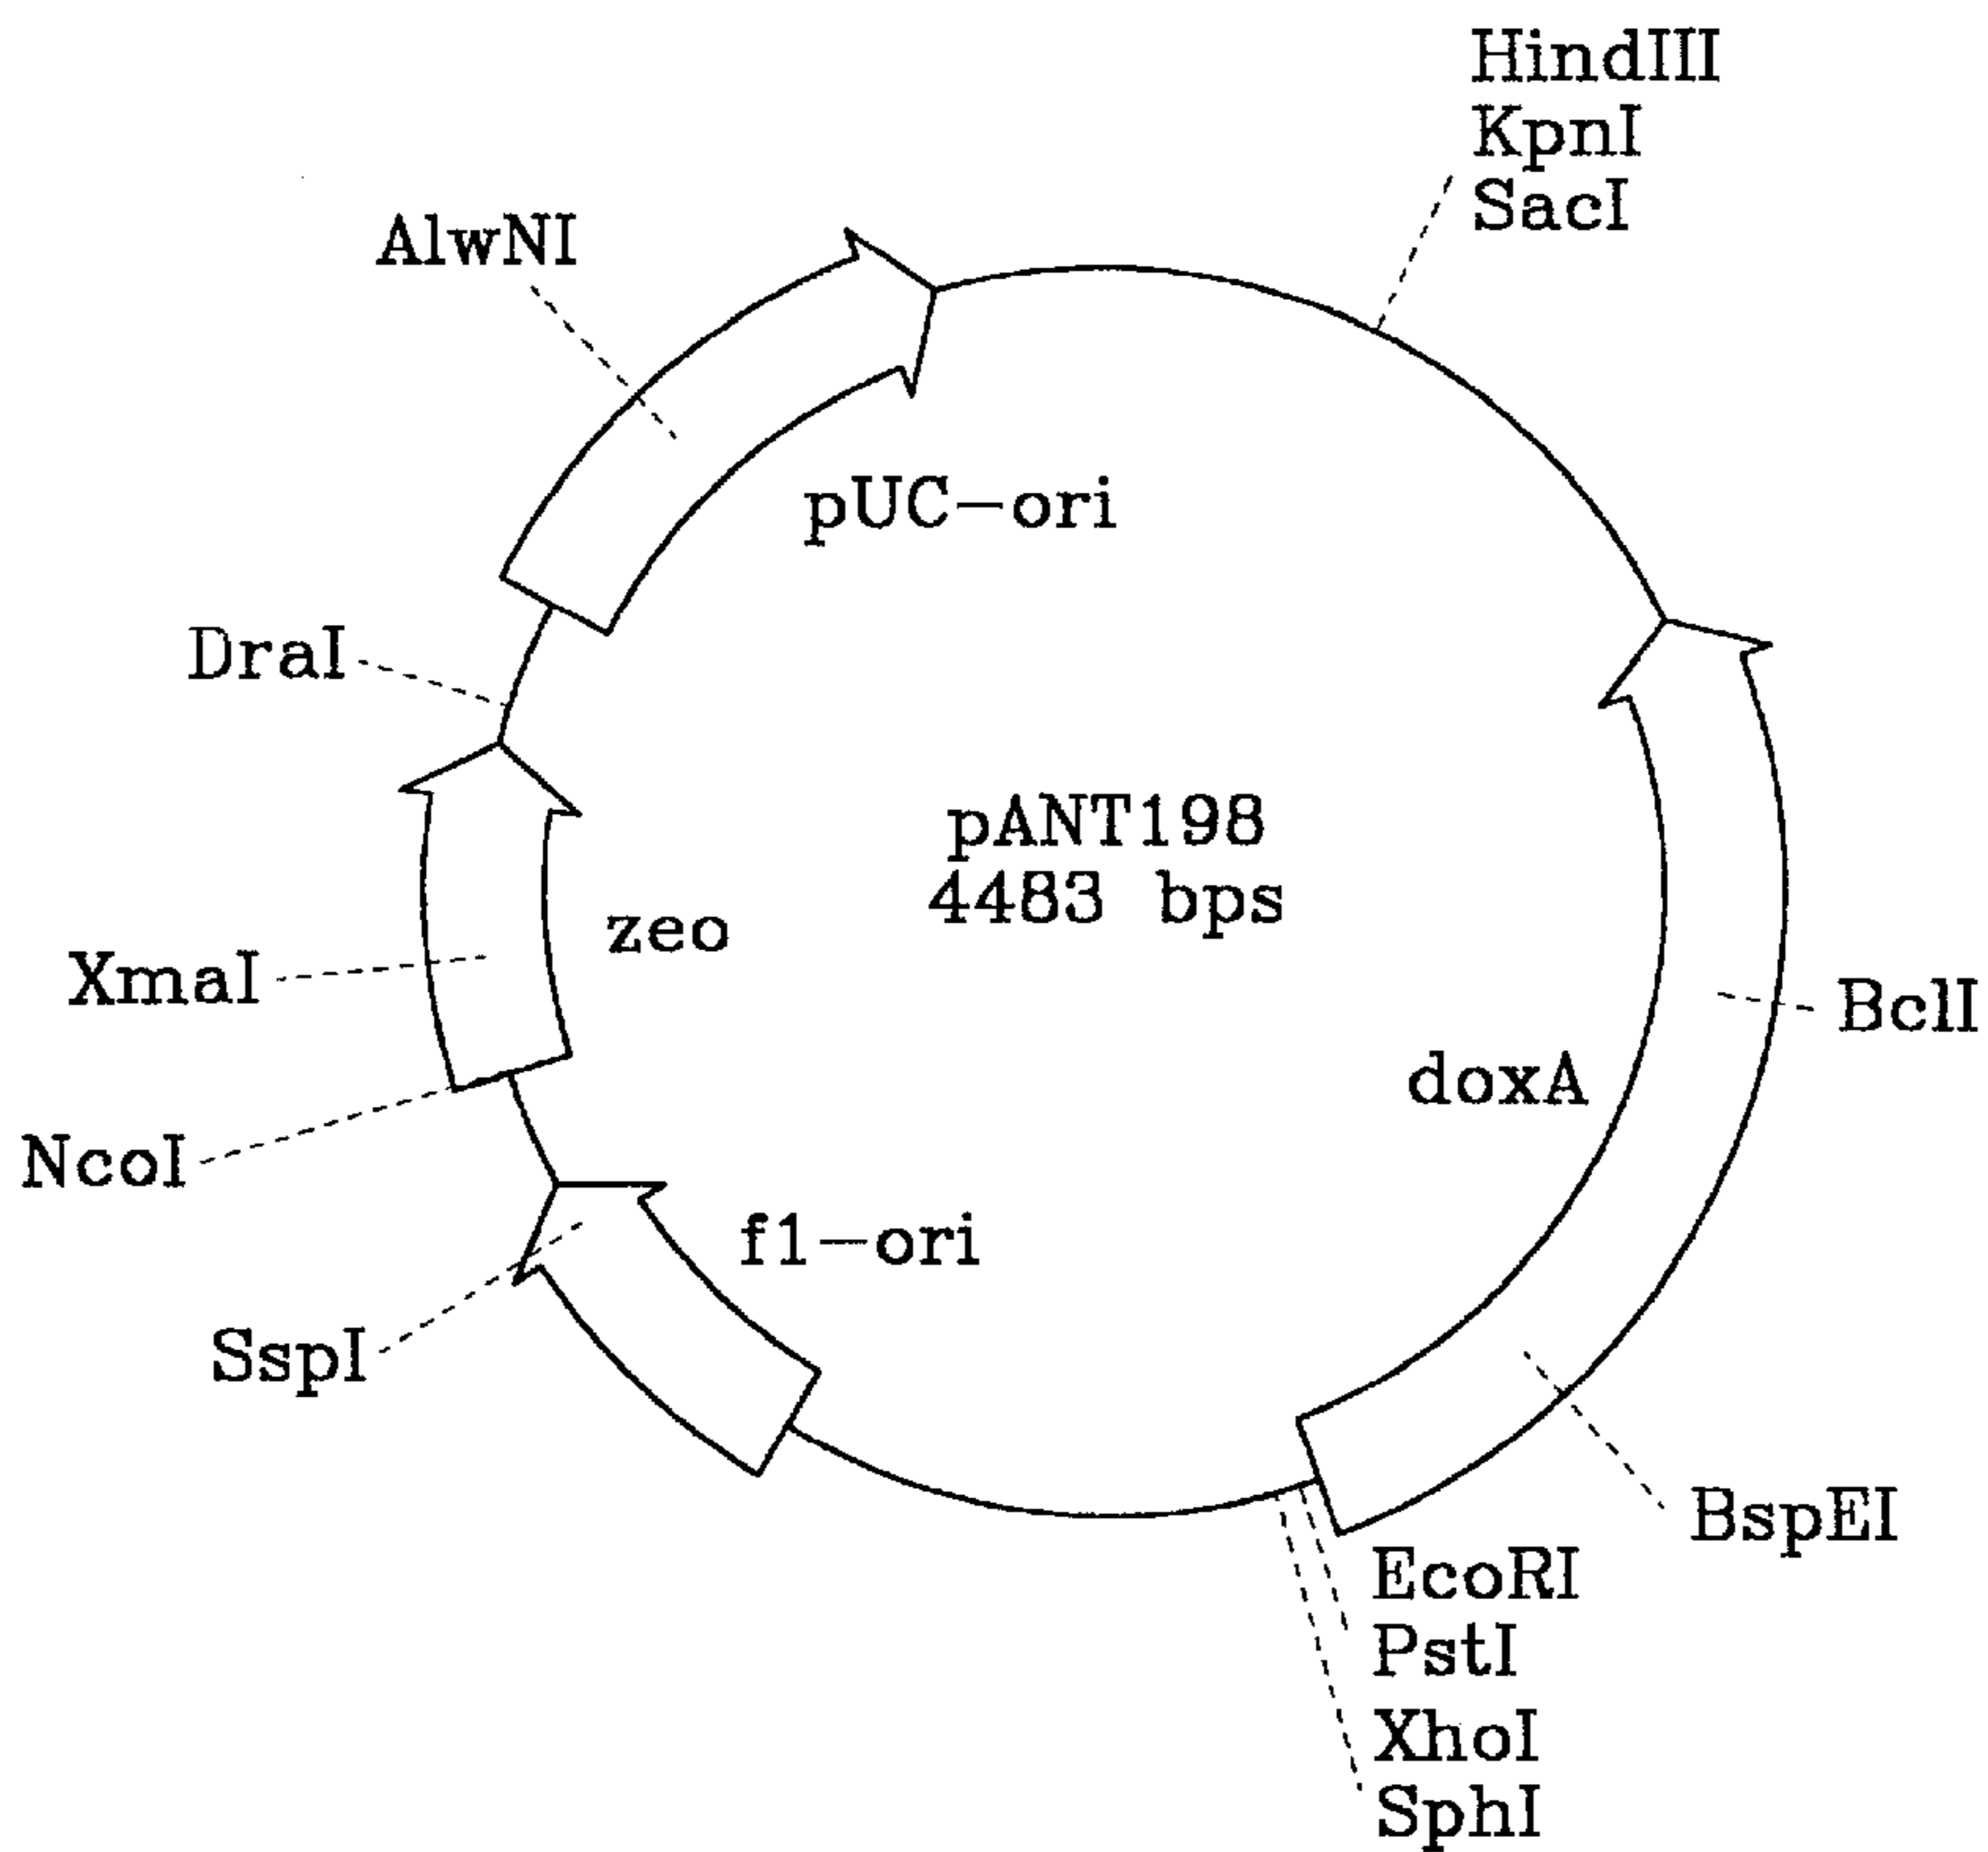 HindIII
KpnI
SacI
AlwNI
pUC-ori
DraI
pANT198
4483 bps
zeo
XmaI
BclI
doxA
NcoI
f1-ori
SspI
BspEI
EcoRI
PstI
XhoI
SphI